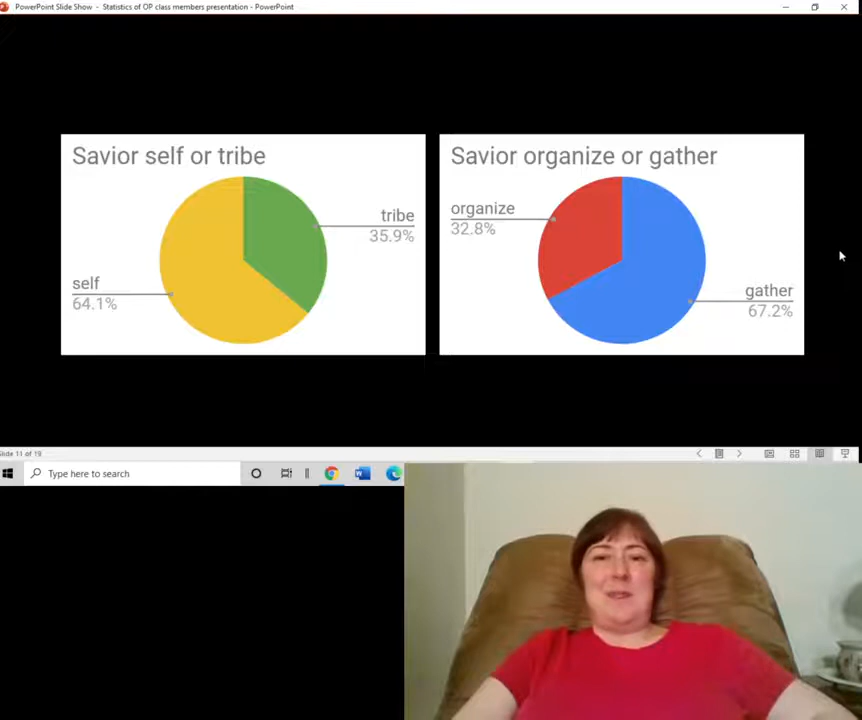 PowerPoint Slide Show - Statistics of OP class members presentation - PowerPoint
Savior self or tribe
tribe
35.9%
self
64.1%
Savior organize or gather
organize
32.8%
gather
67.2%
Slide 11 of 19
Type here to search